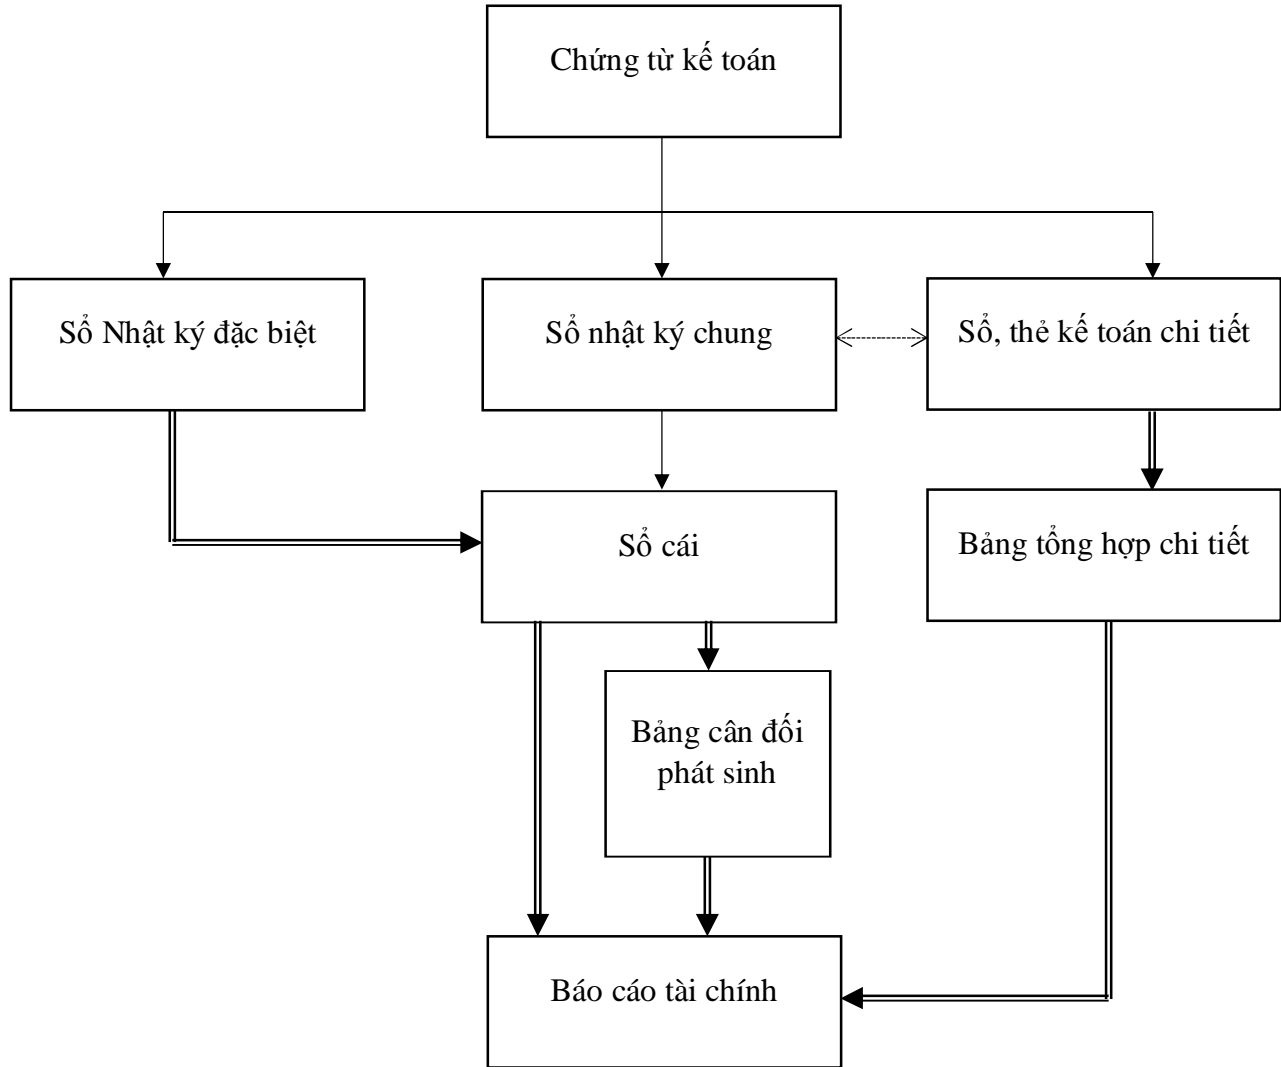 Chứng từ kế toán
Sổ Nhật ký đặc biệt
Sổ nhật ký chung
Sổ, thẻ kế toán chi tiết
Sổ cái
Bảng tổng hợp chi tiết
Bảng cân đối
phát sinh
Báo cáo tài chính